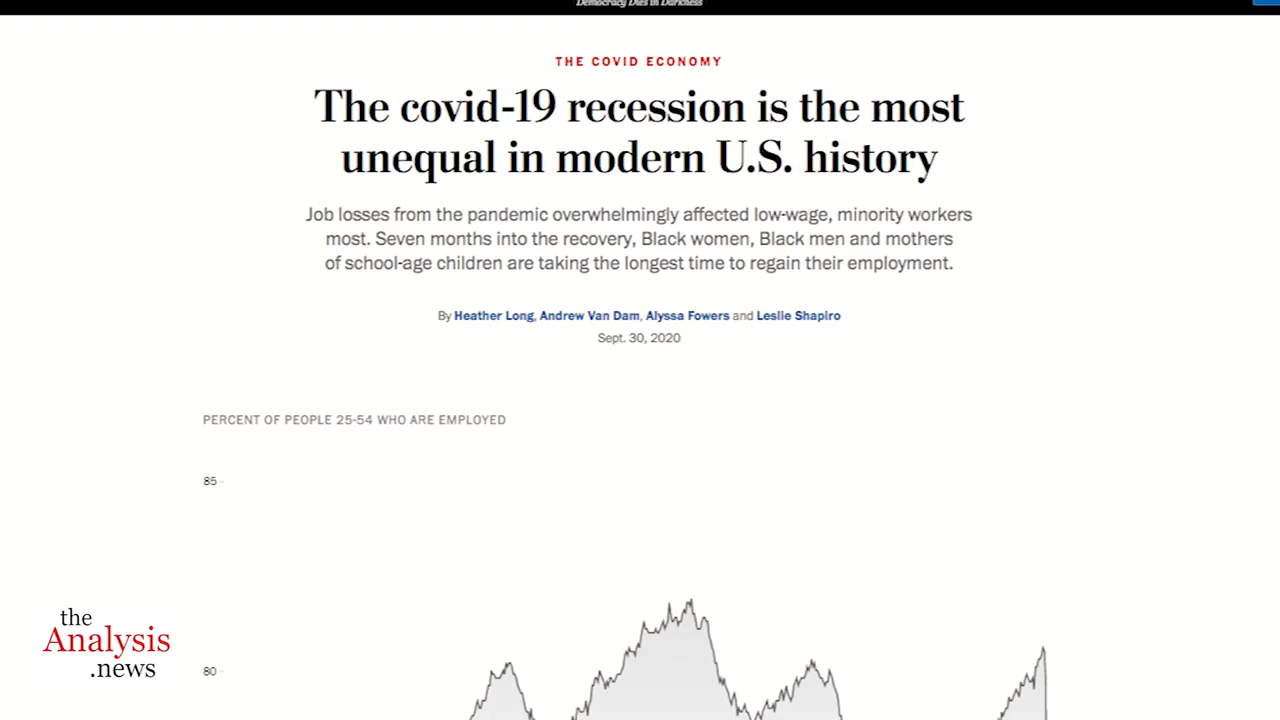 Democracy Dies in Darkness
THE COVID ECONOMY
The covid-19 recession is the most
unequal in modern U.S. history
Job losses from the pandemic overwhelmingly affected low-wage, minority workers
most. Seven months into the recovery, Black women, Black men and mothers
of school-age children are taking the longest time to regain their employment.
By Heather Long, Andrew Van Dam, Alyssa Fowers and Leslie Shapiro
Sept. 30, 2020
PERCENT OF PEOPLE 25-54 WHO ARE EMPLOYED
85
80
the
Analysis
.news